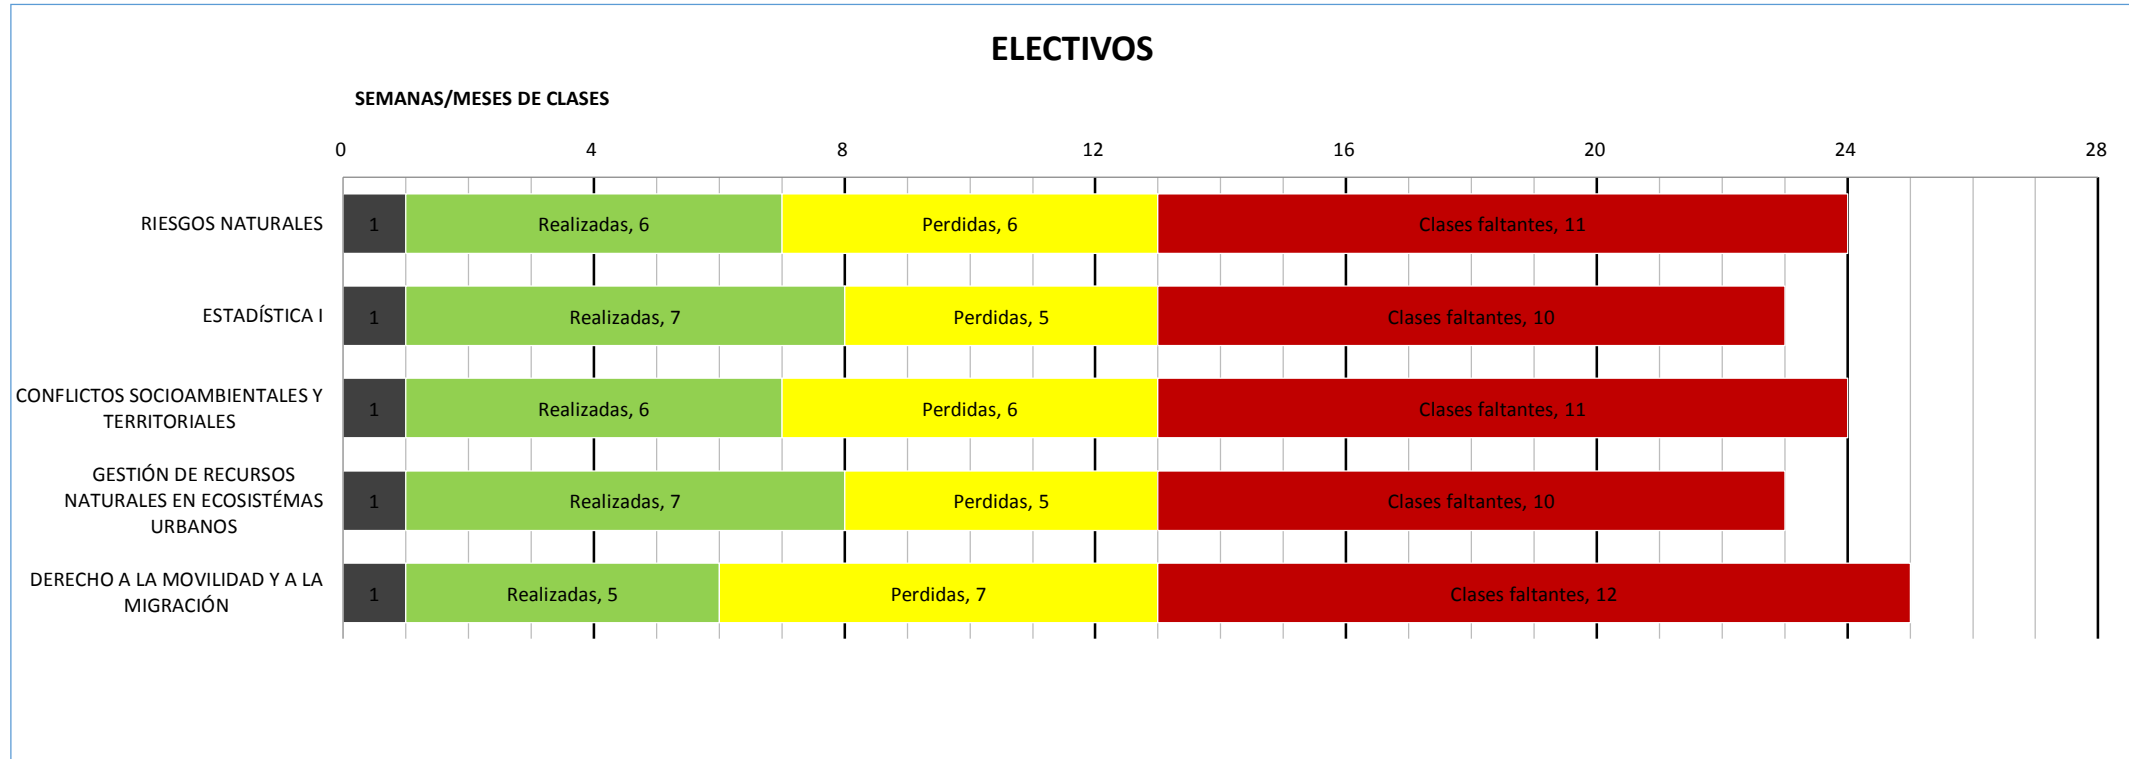 ELECTIVOS
SEMANAS/MESES DE CLASES
0 4 8 12 16 20 24 28
RIESGOS NATURALES
1 Realizadas, 6 Perdidas, 6 Clases faltantes, 11
ESTADÍSTICA I
1 Realizadas, 7 Perdidas, 5 Clases faltantes, 10
CONFLICTOS SOCIOAMBIENTALES Y
TERRITORIALES
1 Realizadas, 6 Perdidas, 6 Clases faltantes, 11
GESTIÓN DE RECURSOS
NATURALES EN ECOSISTÉMAS
URBANOS
1 Realizadas, 7 Perdidas, 5 Clases faltantes, 10
DERECHO A LA MOVILIDAD Y A LA
MIGRACIÓN
1 Realizadas, 5 Perdidas, 7 Clases faltantes, 12